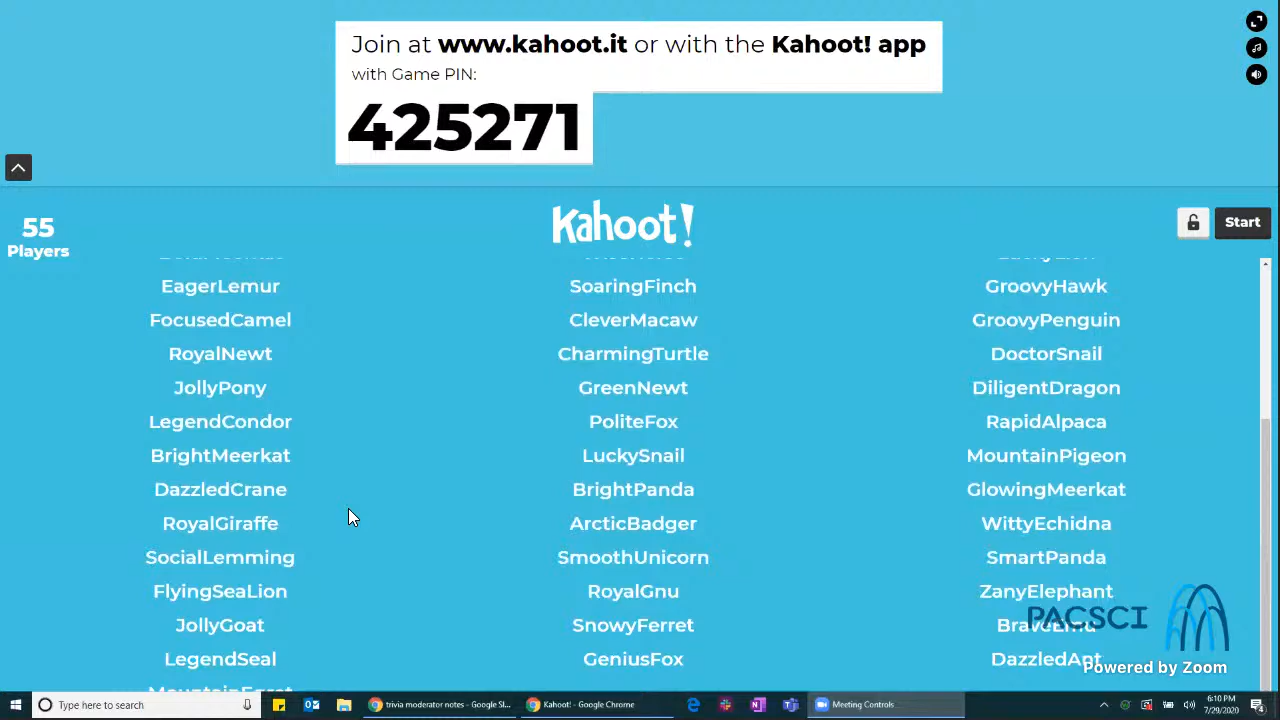 Join at www.kahoot.it or with the Kahoot! app
with Game PIN:
425271
55
Players
Kahoot!
Start
EagerLemur SoaringFinch GroovyHawk
FocusedCamel CleverMacaw GroovyPenguin
RoyalNewt CharmingTurtle DoctorSnail
JollyPony GreenNewt DiligentDragon
LegendCondor PoliteFox RapidAlpaca
BrightMeerkat LuckySnail MountainPigeon
DazzledCrane BrightPanda GlowingMeerkat
RoyalGiraffe ArcticBadger WittyEchidna
SocialLemming SmoothUnicorn SmartPanda
FlyingSeaLion RoyalGnu ZanyElephant
JollyGoat SnowyFerret BraveEmu
LegendSeal GeniusFox DazzledAnt
PACSCI
Powered by Zoom
Type here to search
trivia moderator notes - Google Sl...
Kahoot! - Google Chrome
Meeting Controls
6:10 PM
7/29/2020